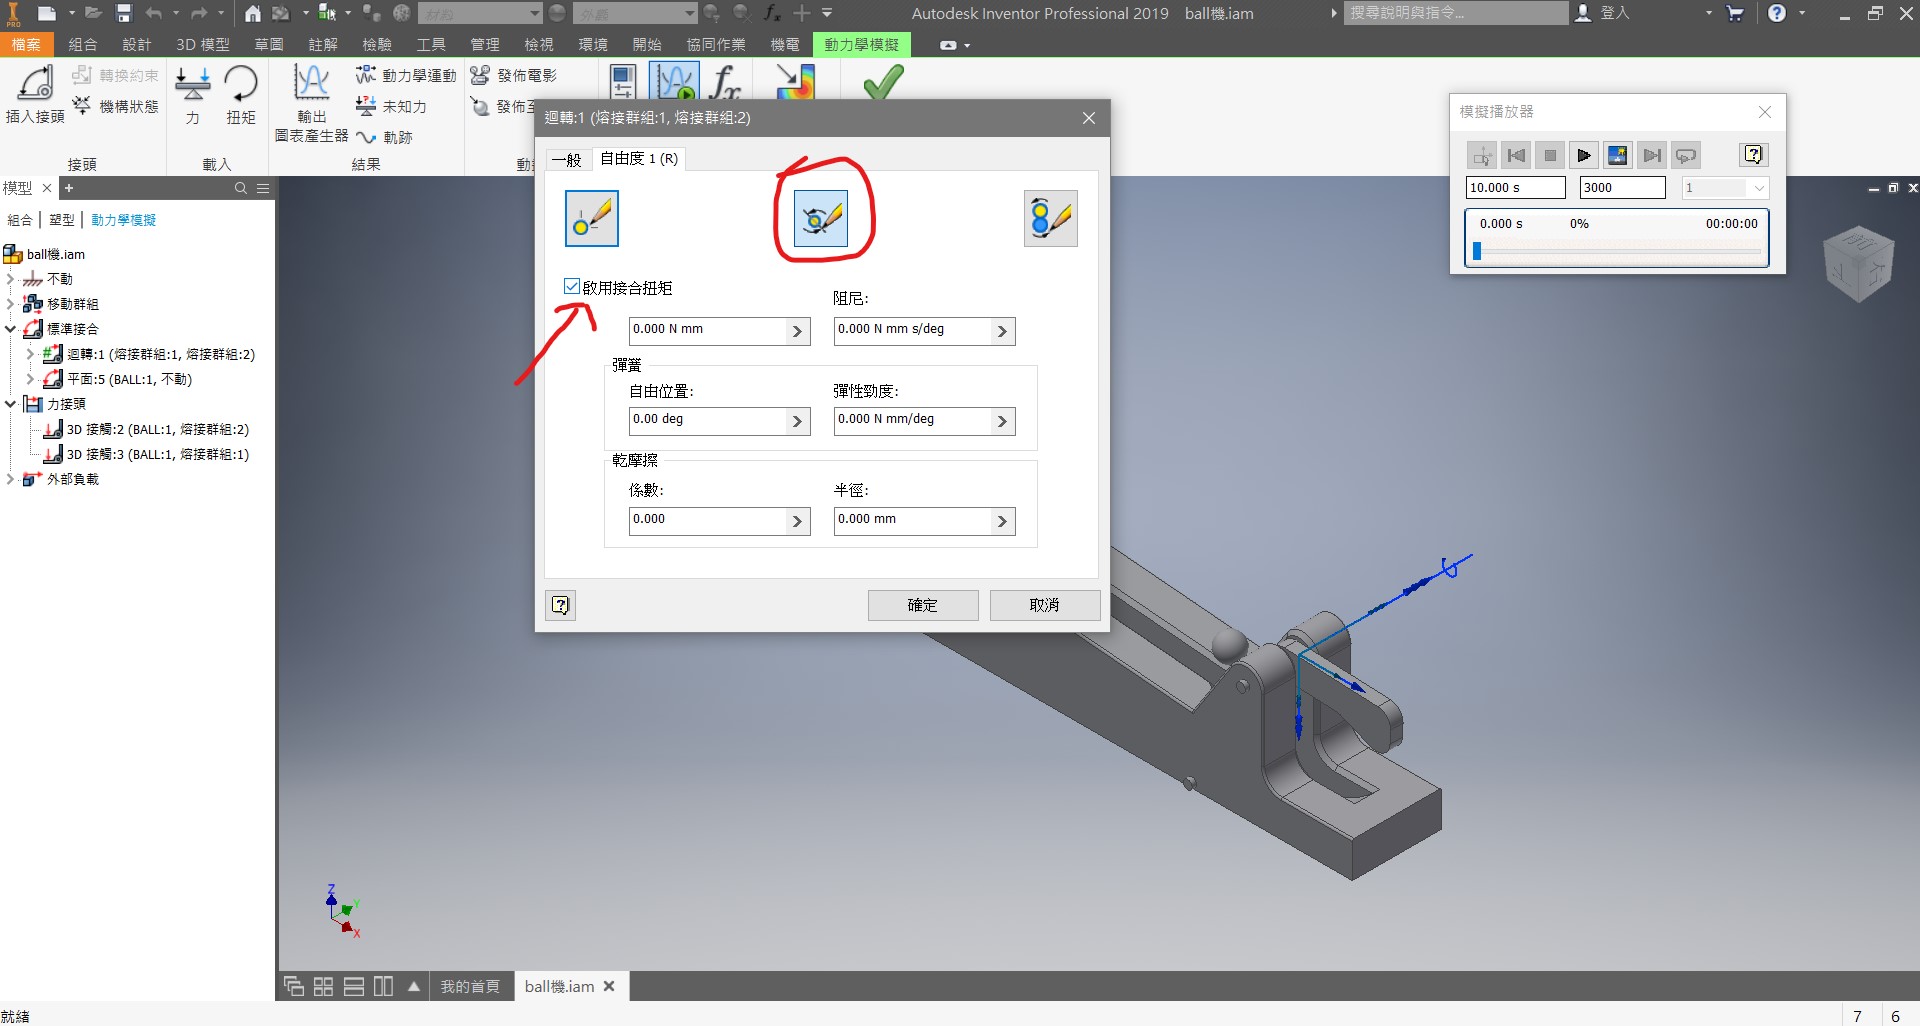 PRO
材料
外觀
Autodesk Inventor Professional 2019 ball機.iam
搜尋說明與指令...
登入
檔案 組合 設計 3D 模型 草圖 註解 檢驗 工具 管理 檢視 環境 開始 協同作業 機電 動力學模擬
插入接頭
轉換約束
機構狀態
接頭
力
扭矩
載入
輸出
圖表產生器
動力學運動
未知力
軌跡
結果
發佈電影
fx
模擬播放器
10.000 s 3000 1
0.000 s 0% 00:00:00
模型
組合 | 塑型 | 動力學模擬
ball機.iam
不動
移動群組
標準接合
迴轉:1 (熔接群組:1, 熔接群組:2)
平面:5 (BALL:1, 不動)
力接頭
3D 接觸:2 (BALL:1, 熔接群組:2)
3D 接觸:3 (BALL:1, 熔接群組:1)
外部負載
迴轉:1 (熔接群組:1, 熔接群組:2)
一般 自由度 1 (R)
啟用接合扭矩
0.000 N mm
阻尼:
0.000 N mm s/deg
彈簧
自由位置:
0.00 deg
彈性勁度:
0.000 N mm/deg
乾摩擦
係數:
0.000
半徑:
0.000 mm
確定 取消
Z
Y
X
我的首頁 ball機.iam
就緒
7 6